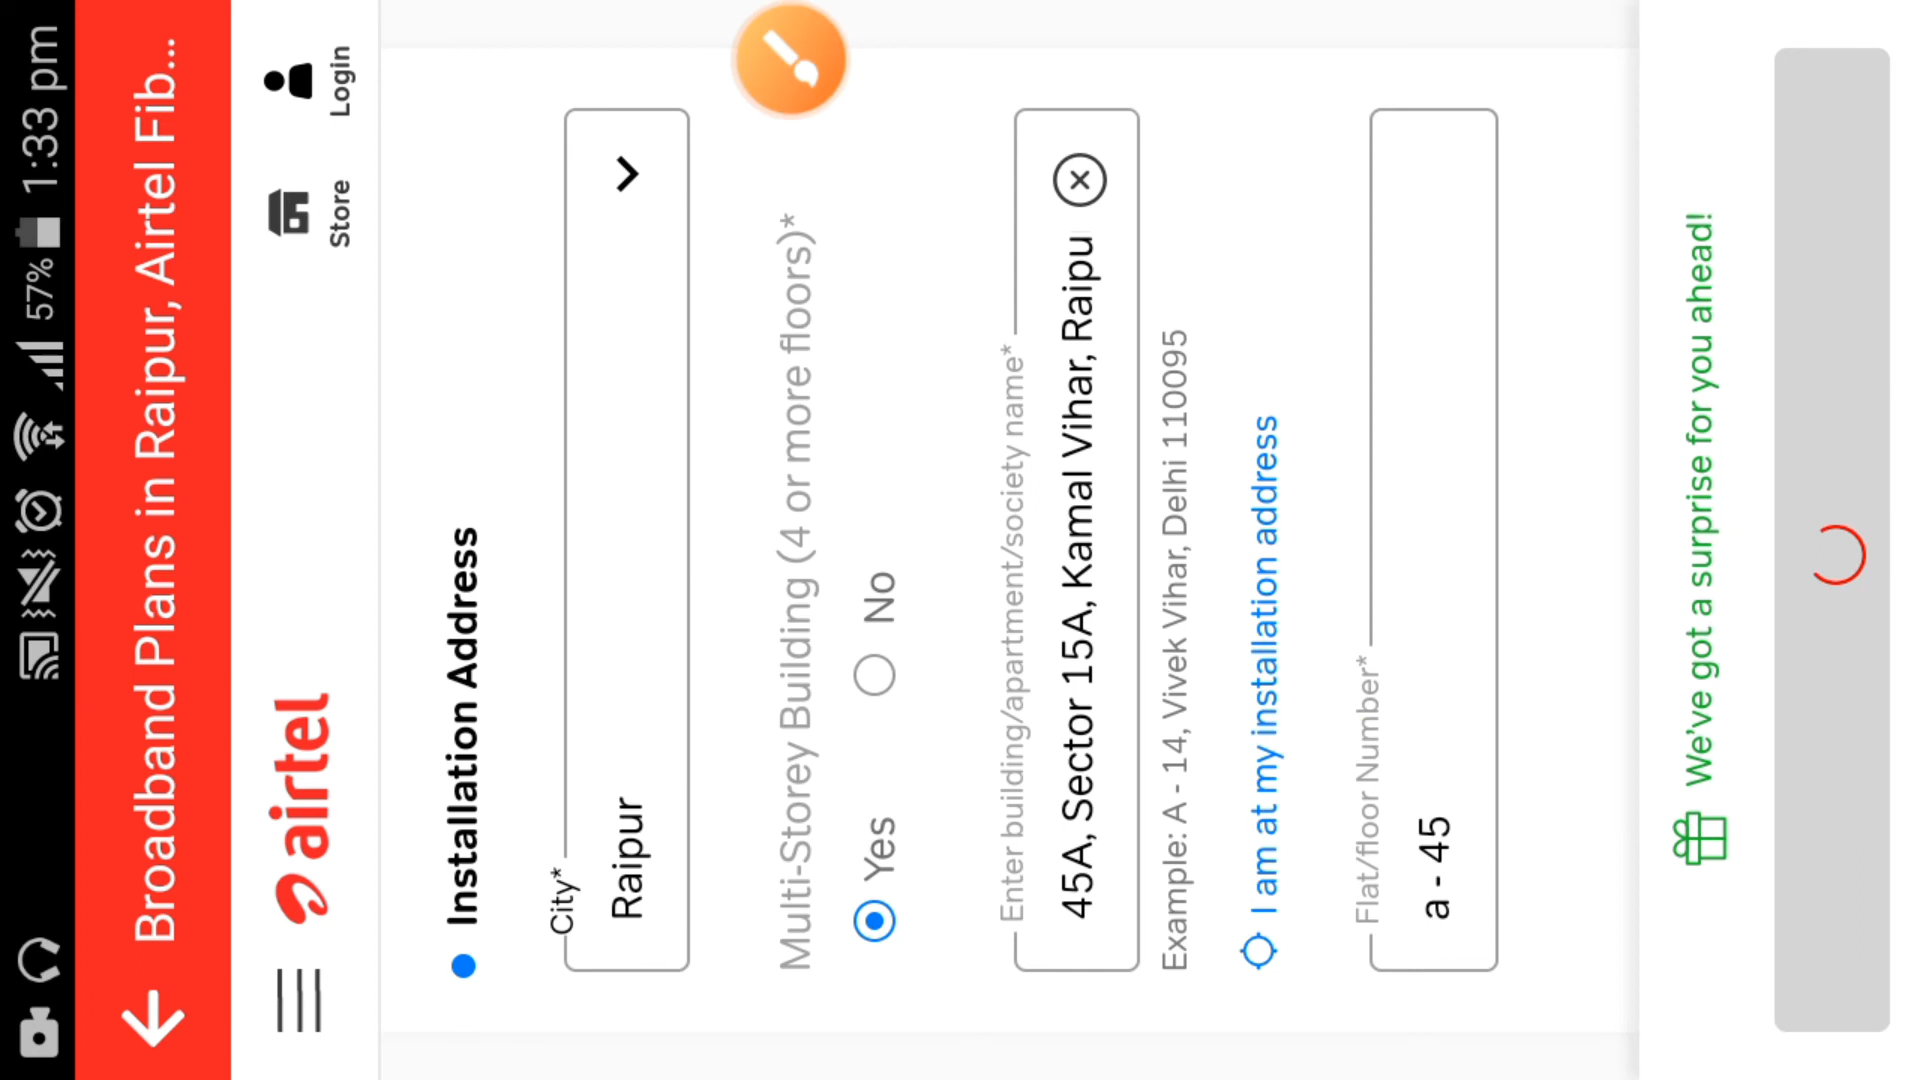 57% 1:33 pm
Broadband Plans in Raipur, Airtel Fib...
airtel
Store
Login
Installation Address
City*
Raipur
Multi-Storey Building (4 or more floors)*
Yes
No
Enter building/apartment/society name*
45A, Sector 15A, Kamal Vihar, Raipu
Example: A - 14, Vivek Vihar, Delhi 110095
I am at my installation address
Flat/floor Number*
a - 45
We've got a surprise for you ahead!